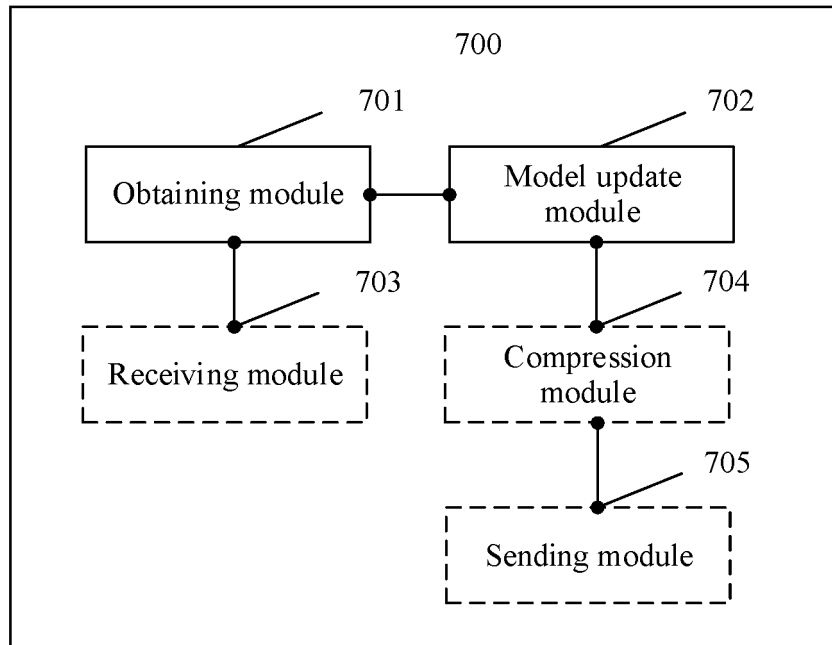 700
701
702
Obtaining module
Model update
module
703
704
Receiving module
Compression
module
705
Sending module